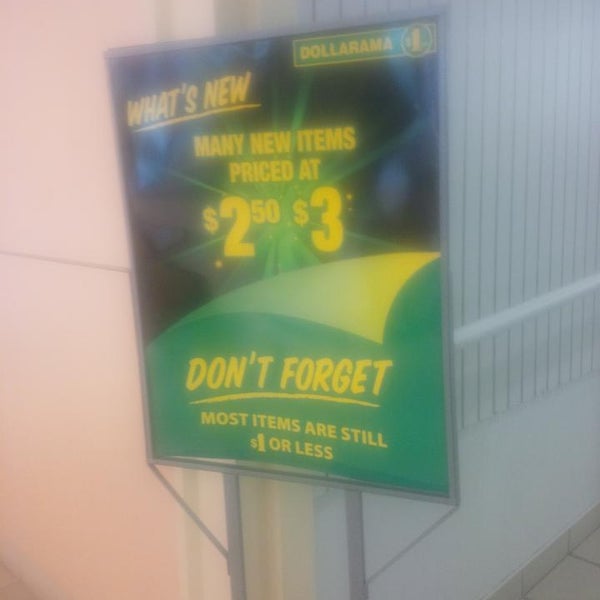 DOLLARAMA $1
WHAT'S NEW
MANY NEW ITEMS
PRICED AT
$2.50 $3
DON'T FORGET
MOST ITEMS ARE STILL
$1 OR LESS